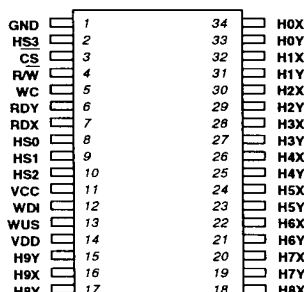 GND 1 34 H0X
HS3 2 33 H0Y
CS 3 32 H1X
R/W 4 31 H1Y
WC 5 30 H2X
RDY 6 29 H2Y
RDX 7 28 H3X
HS0 8 27 H3Y
HS1 9 26 H4X
HS2 10 25 H4Y
VCC 11 24 H5X
WDI 12 23 H5Y
WUS 13 22 H6X
VDD 14 21 H6Y
H9Y 15 20 H7X
H9X 16 19 H7Y
H8Y 17 18 H8X